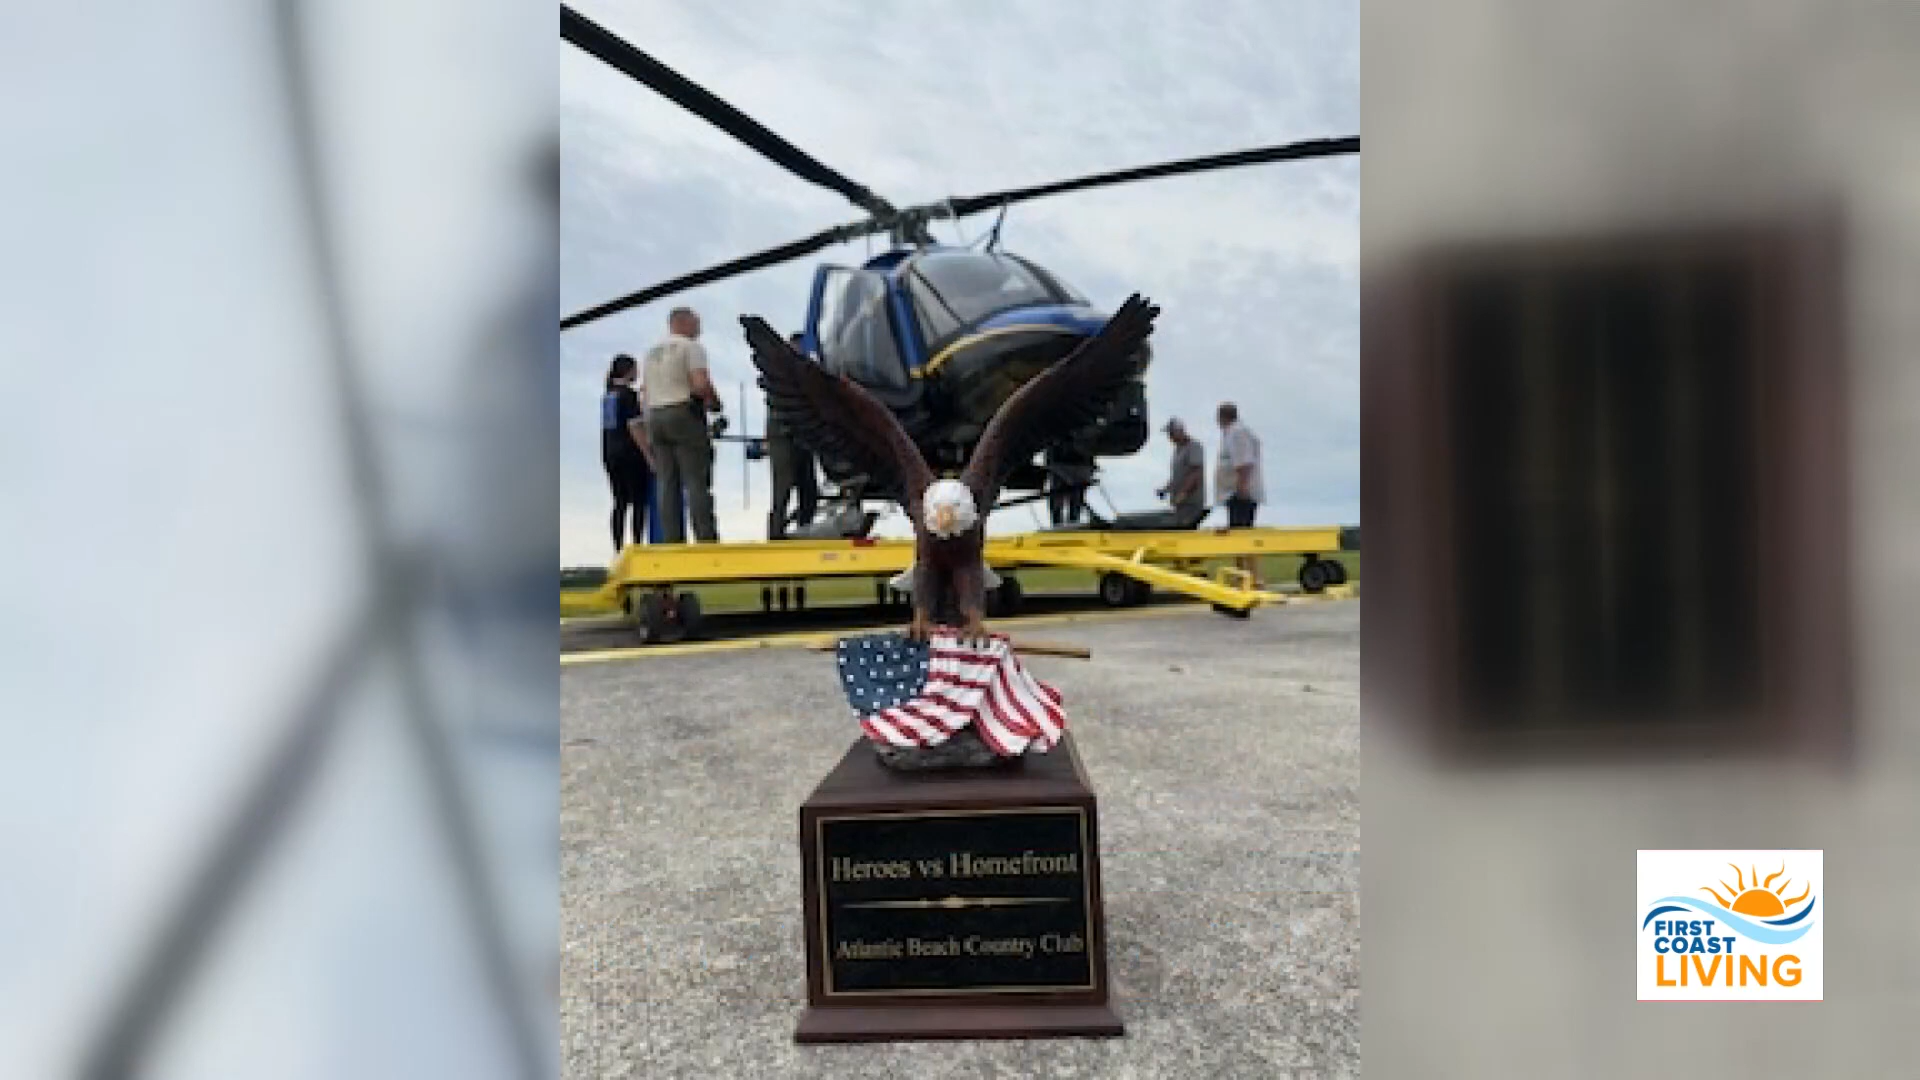 Heroes vs Homefront
Atlantic Beach Country Club
FIRST
COAST
LIVING